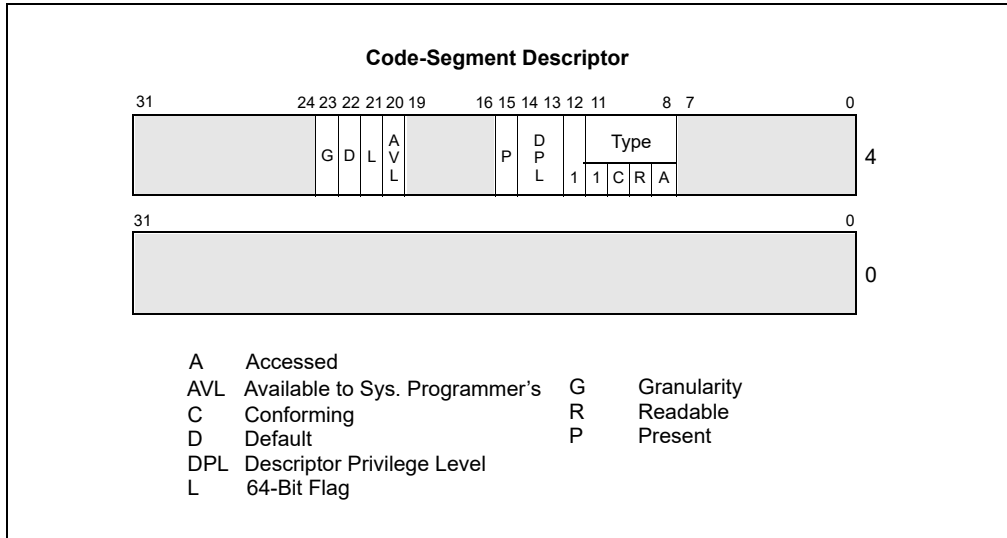 Code-Segment Descriptor
31 24 23 22 21 20 19 16 15 14 13 12 11 8 7 0
G D L AVL P DPL 1 Type 4
1 C R A
31 0
0
A Accessed
AVL Available to Sys. Programmer’s
C Conforming
D Default
DPL Descriptor Privilege Level
L 64-Bit Flag
G Granularity
R Readable
P Present